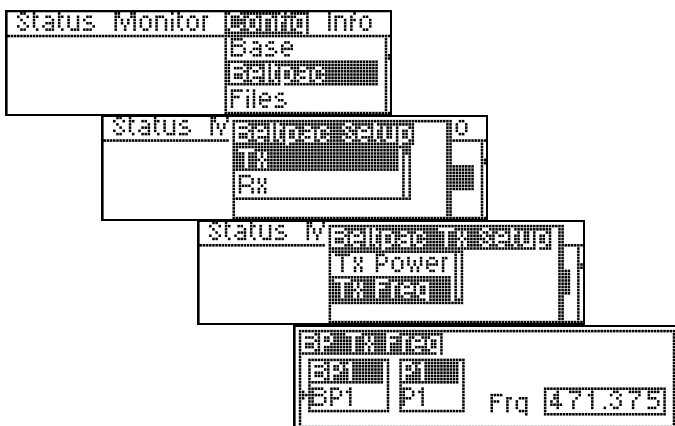 Status Monitor Config Info
Base
Beltpac
Files
Status M Beltpac Setup o
Tx
Rx
Status M Beltpac Tx Setup
Tx Power
Tx Freq
BP Tx Freq
BP1 P1
BP1 P1 Frq 471.375